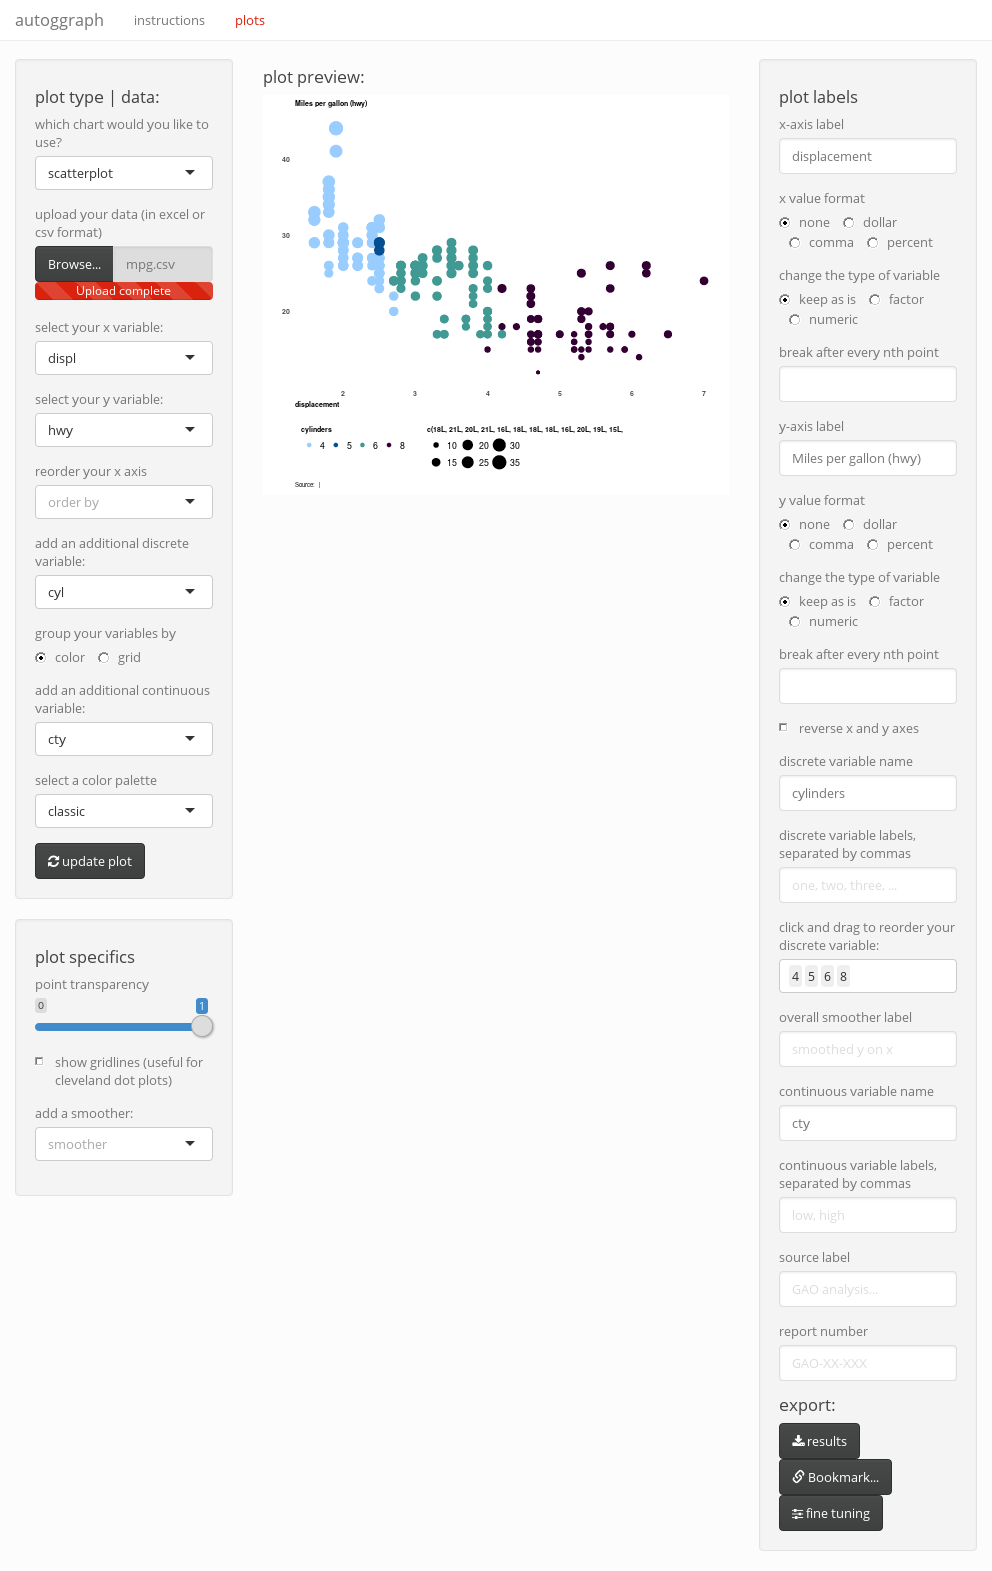 autoggraph instructions plots
plot type | data:
which chart would you like to
use?
scatterplot
upload your data (in excel or
csv format)
Browse... mpg.csv
Upload complete
select your x variable:
displ
select your y variable:
hwy
reorder your x axis
order by
add an additional discrete
variable:
cyl
group your variables by
color grid
add an additional continuous
variable:
cty
select a color palette
classic
update plot
plot specifics
point transparency
0 1
show gridlines (useful for
cleveland dot plots)
add a smoother:
smoother
plot preview:
Miles per gallon (hwy)
40
30
20
2 3 4 5 6 7
displacement
cylinders c(18L, 21L, 20L, 21L, 16L, 18L, 18L, 18L, 16L, 20L, 19L, 15L,
4 5 6 8 10 20 30
15 25 35
Source: |
plot labels
x-axis label
displacement
x value format
none dollar
comma percent
change the type of variable
keep as is factor
numeric
break after every nth point
y-axis label
Miles per gallon (hwy)
y value format
none dollar
comma percent
change the type of variable
keep as is factor
numeric
break after every nth point
reverse x and y axes
discrete variable name
cylinders
discrete variable labels,
separated by commas
one, two, three, ...
click and drag to reorder your
discrete variable:
4 5 6 8
overall smoother label
smoothed y on x
continuous variable name
cty
continuous variable labels,
separated by commas
low, high
source label
GAO analysis...
report number
GAO-XX-XXX
export:
results
Bookmark...
fine tuning